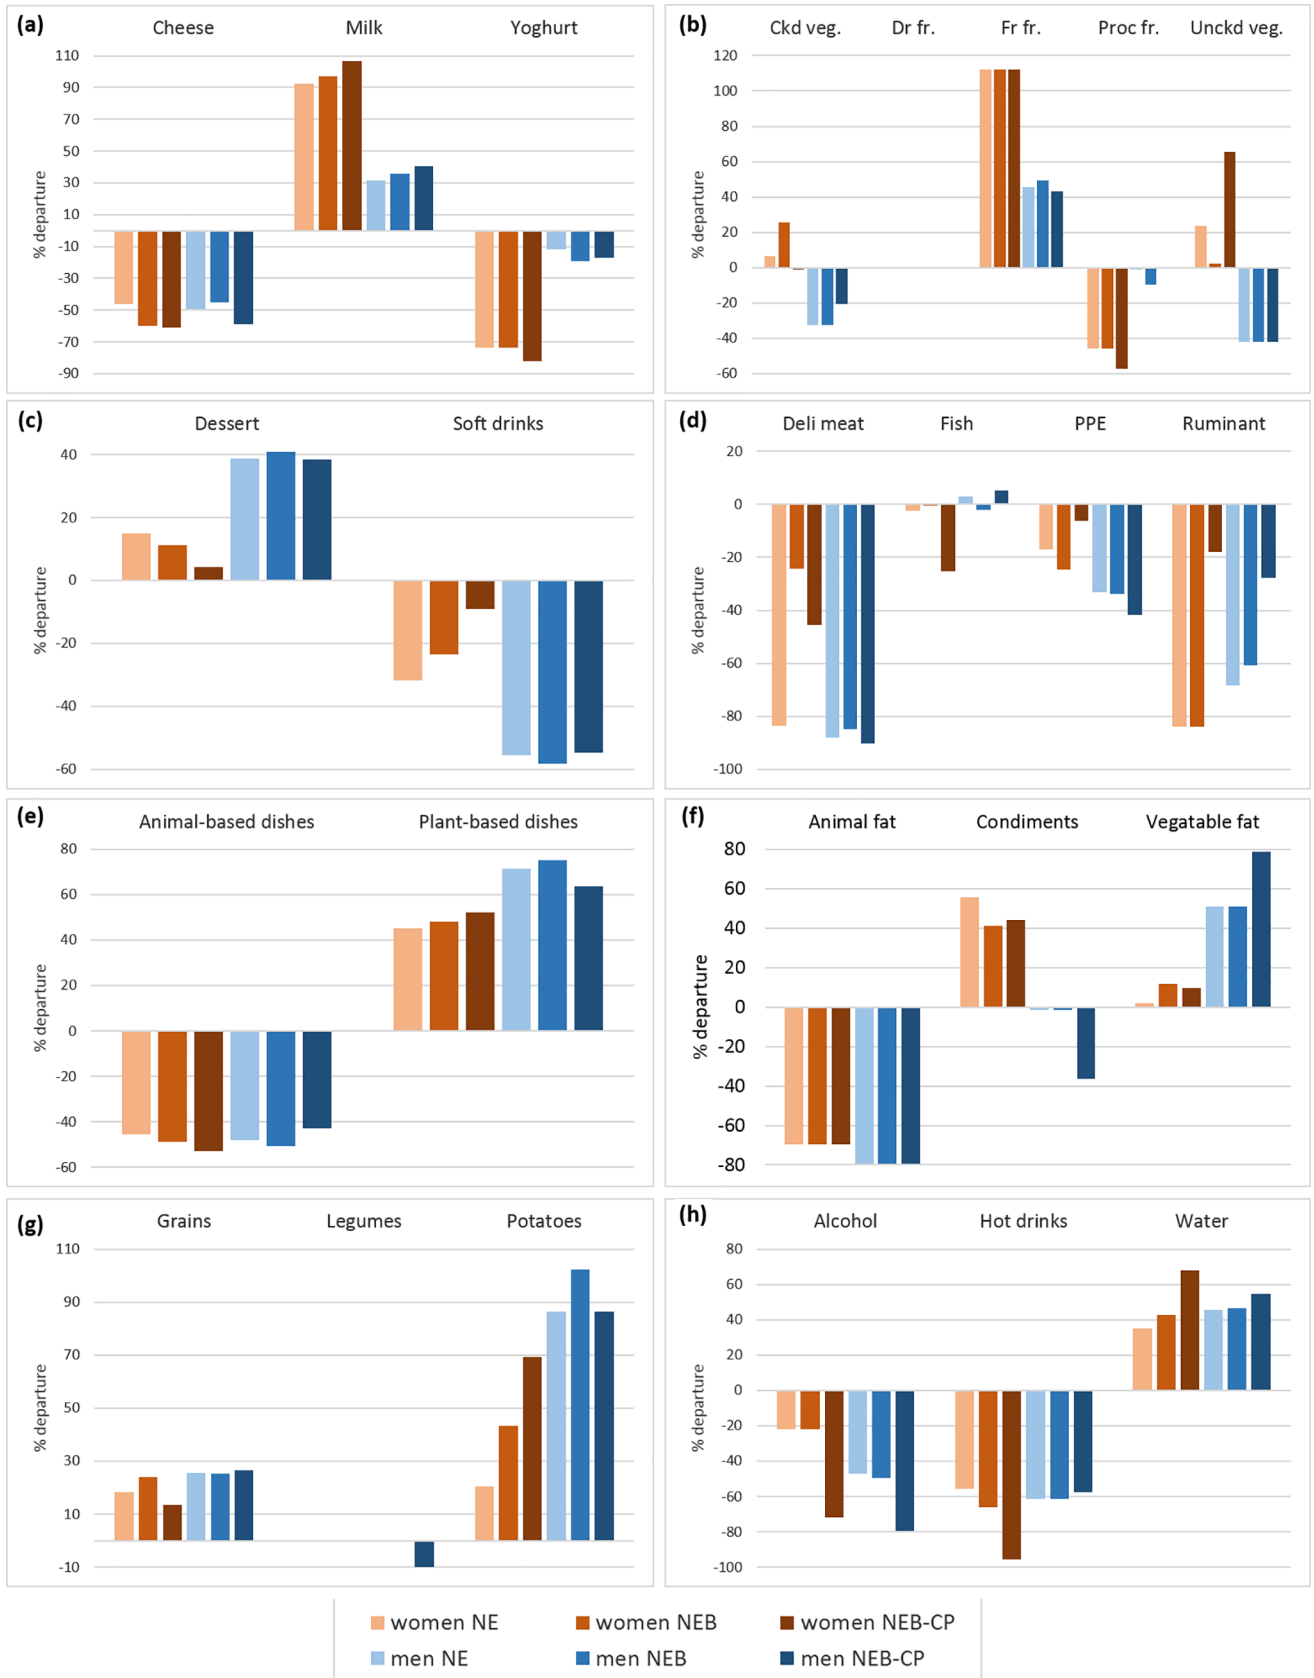 (a)
Cheese Milk Yoghurt
110
90
70
50
30
10
-10
-30
-50
-70
-90
% departure
(b)
Ckd veg. Dr fr. Fr fr. Proc fr. Unckd veg.
120
100
80
60
40
20
0
-20
-40
-60
% departure
(c)
Dessert Soft drinks
40
20
0
-20
-40
-60
% departure
(d)
Deli meat Fish PPE Ruminant
20
0
-20
-40
-60
-80
-100
% departure
(e)
Animal-based dishes Plant-based dishes
80
60
40
20
0
-20
-40
-60
% departure
(f)
Animal fat Condiments Vegatable fat
80
60
40
20
0
-20
-40
-60
-80
% departure
(g)
Grains Legumes Potatoes
110
90
70
50
30
10
-10
% departure
(h)
Alcohol Hot drinks Water
80
60
40
20
0
-20
-40
-60
-80
-100
% departure
women NE women NEB women NEB-CP
men NE men NEB men NEB-CP